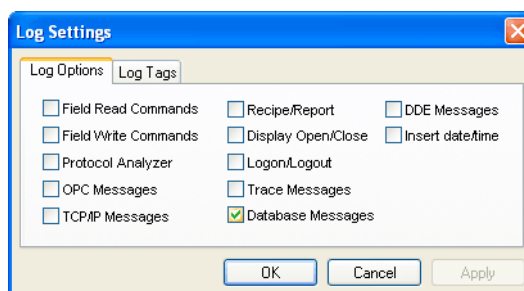 Log Settings
Log Options Log Tags
Field Read Commands Recipe/Report DDE Messages
Field Write Commands Display Open/Close Insert date/time
Protocol Analyzer Logon/Logout
OPC Messages Trace Messages
TCP/IP Messages Database Messages
OK Cancel Apply